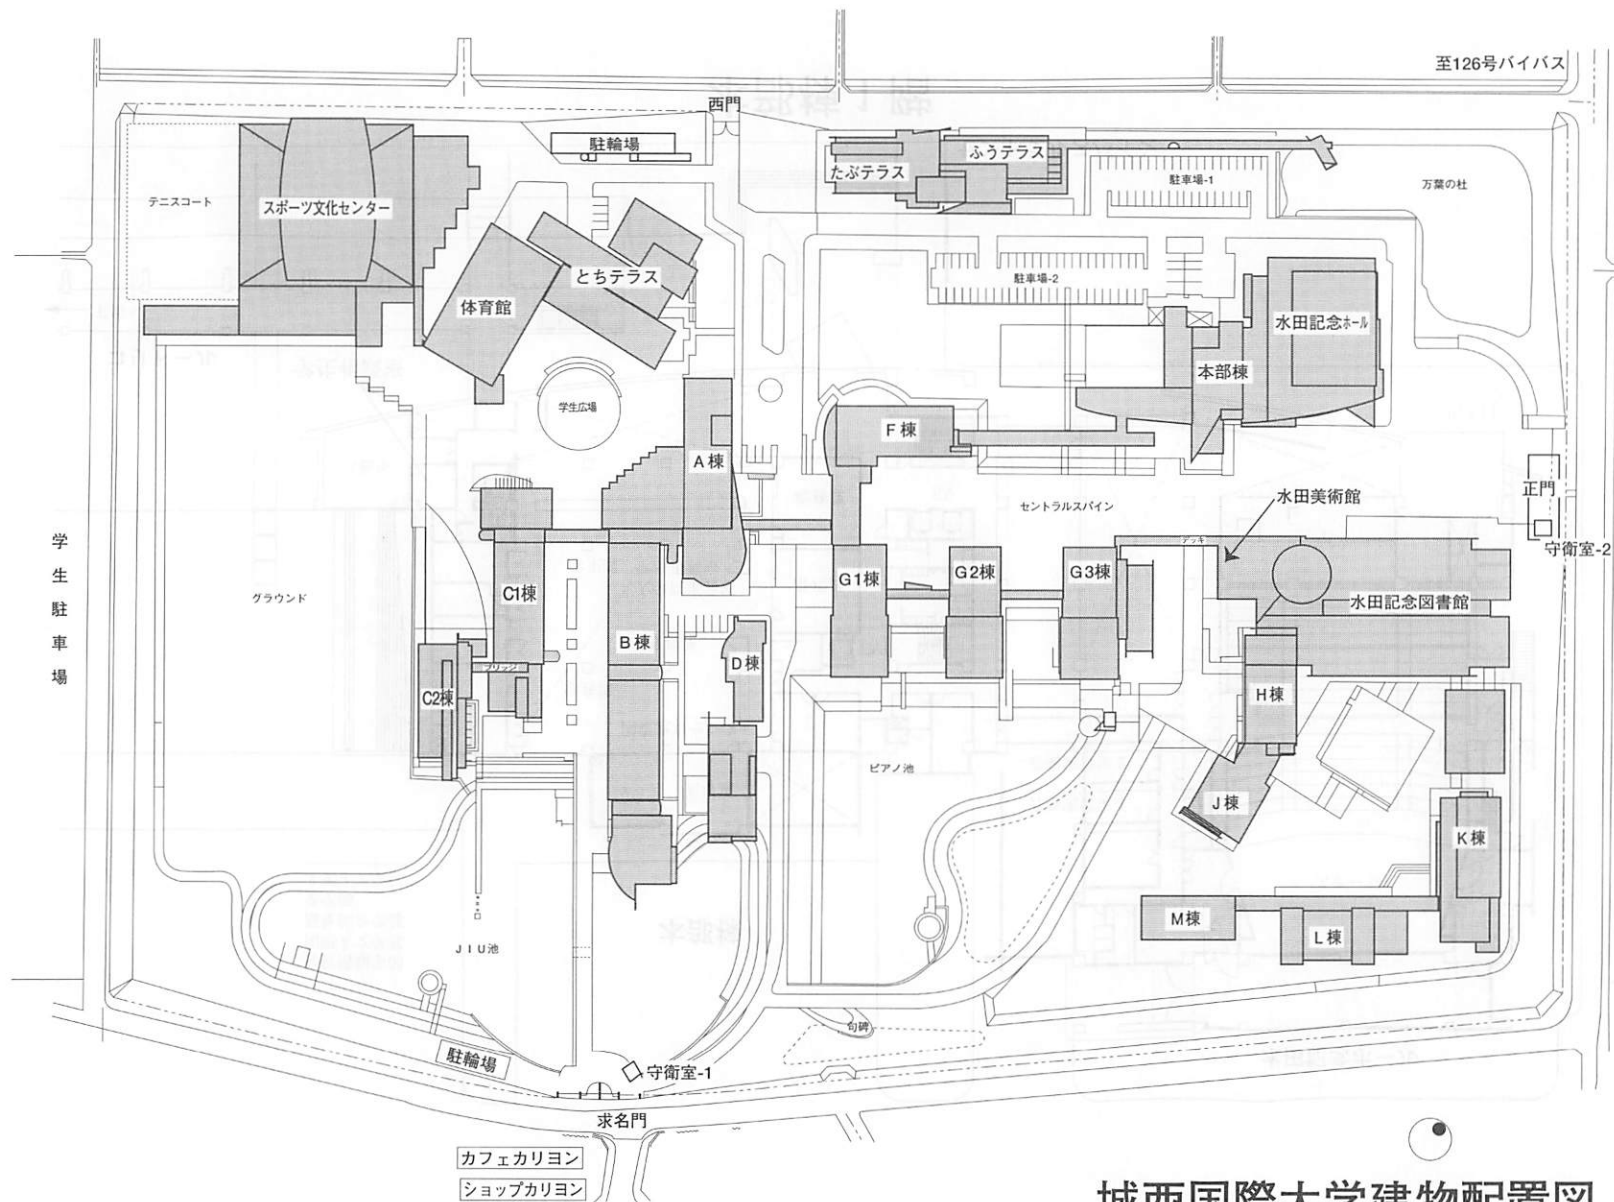 至126号バイバス
西門
駐輪場
たぶテラス
ふうテラス
駐車場-1
万葉の杜
テニスコート
スポーツ文化センター
とちテラス
体育館
駐車場-2
水田記念ホール
本部棟
学生広場
A棟
F棟
セントラルスパイン
水田美術館
正門
守衛室-2
デッキ
学生駐車場
グラウンド
C1棟
B棟
D棟
G1棟
G2棟
G3棟
水田記念図書館
ブリッジ
C2棟
H棟
ピアノ池
J棟
K棟
M棟
L棟
JIU池
句碑
駐輪場
守衛室-1
求名門
カフェカリヨン
ショップカリヨン
城西国際大学建物配置図